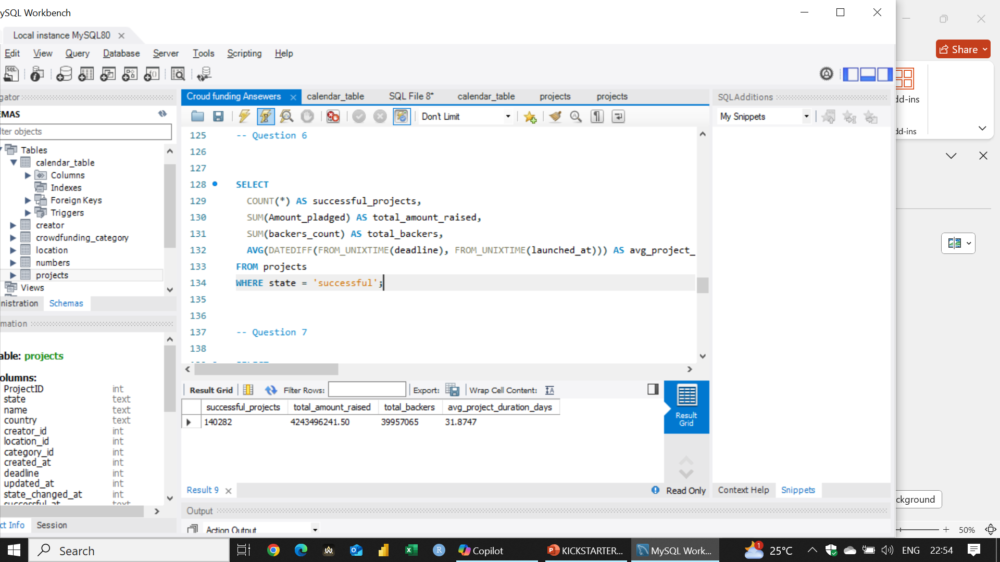 ySQL Workbench
Local instance MySQL80
Edit View Query Database Server Tools Scripting Help
Share
gator
Croud funding Ansewers calendar_table SQL File 8* calendar_table projects projects
SQLAdditions
dd-ins
EMAS
Don't Limit
My Snippets
lter objects
dd-ins
Tables
calendar_table
Columns
Indexes
Foreign Keys
Triggers
creator
crowdfunding_category
location
numbers
projects
Views
nistration Schemas
125 -- Question 6
126
127
128 SELECT
129 COUNT(*) AS successful_projects,
130 SUM(Amount_pladged) AS total_amount_raised,
131 SUM(backers_count) AS total_backers,
132 AVG(DATEDIFF(FROM_UNIXTIME(deadline), FROM_UNIXTIME(launched_at))) AS avg_project_
133 FROM projects
134 WHERE state = 'successful';
135
136
137 -- Question 7
138
139 SELECT
mation
able: projects
olumns:
ProjectID int
state text
name text
country text
creator_id int
location_id int
category_id int
created_at int
deadline int
updated_at int
state_changed_at int
successful_at text
ct Info Session
Result Grid Filter Rows: Export: Wrap Cell Content:
successful_projects total_amount_raised total_backers avg_project_duration_days
140282 4243496241.50 39957065 31.8747
Result
Grid
Result 9
Read Only
Context Help Snippets
ckground
Output
Action Output
50%
Search
Copilot
KICKSTARTER...
MySQL Work...
1
25°C
ENG
22:54